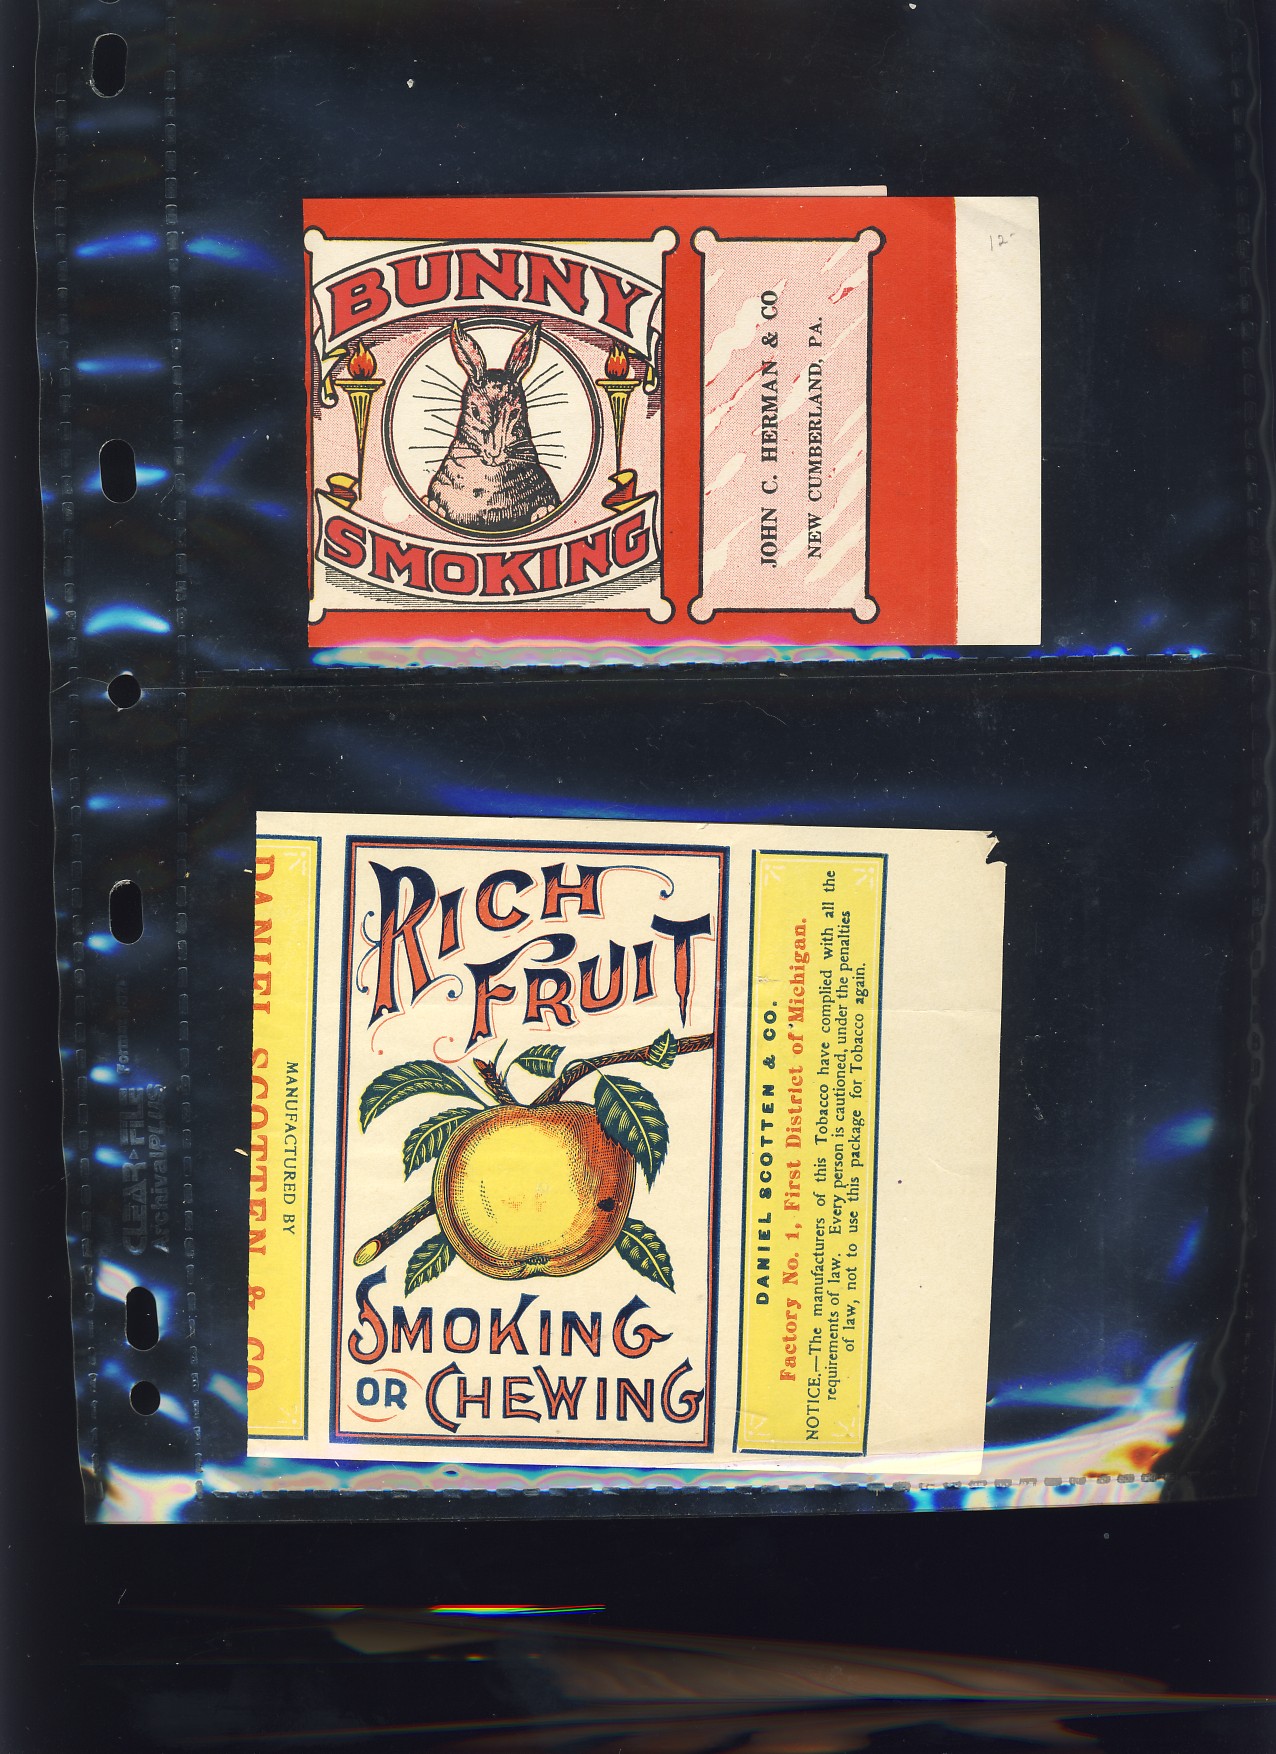 BUNNY
SMOKING
JOHN C. HERMAN & CO
NEW CUMBERLAND, PA.
12-
DANIEL SCOTTEN & CO
MANUFACTURED BY
RICH
FRUIT
SMOKING
OR CHEWING
DANIEL SCOTTEN & CO.
Factory No. 1, First District of Michigan.
NOTICE.—The manufacturers of this Tobacco have complied with all the
requirements of law. Every person is cautioned, under the penalties
of law, not to use this package for Tobacco again.
CLEAR FILE
ArchivalPLUS